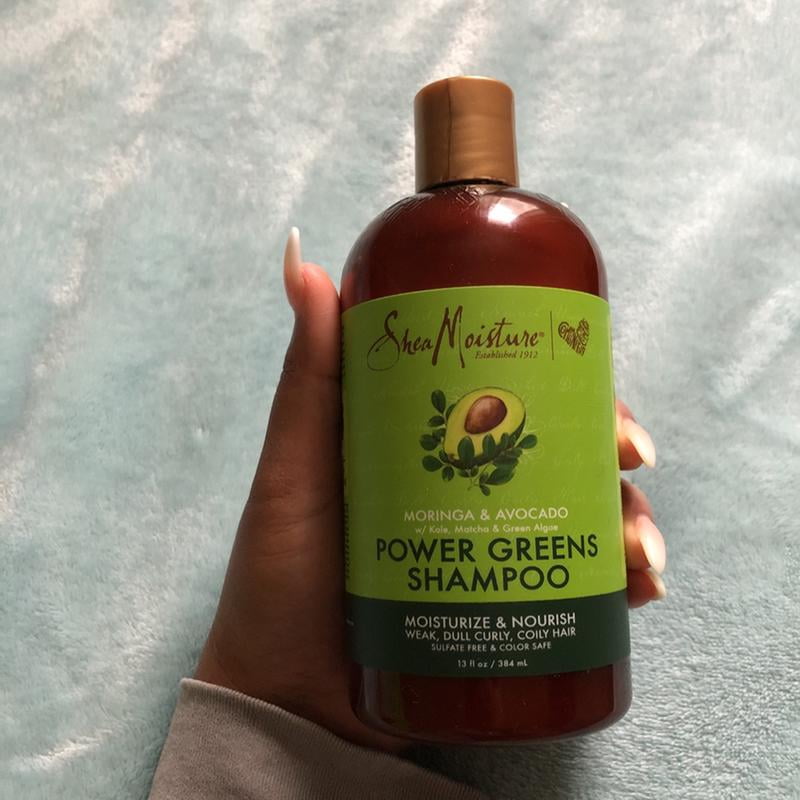 SheaMoisture®
Established 1912
MORINGA & AVOCADO
w/ Kale, Matcha & Green Algae
POWER GREENS
SHAMPOO
MOISTURIZE & NOURISH
WEAK, DULL CURLY, COILY HAIR
SULFATE FREE & COLOR SAFE
13 fl oz / 384 mL